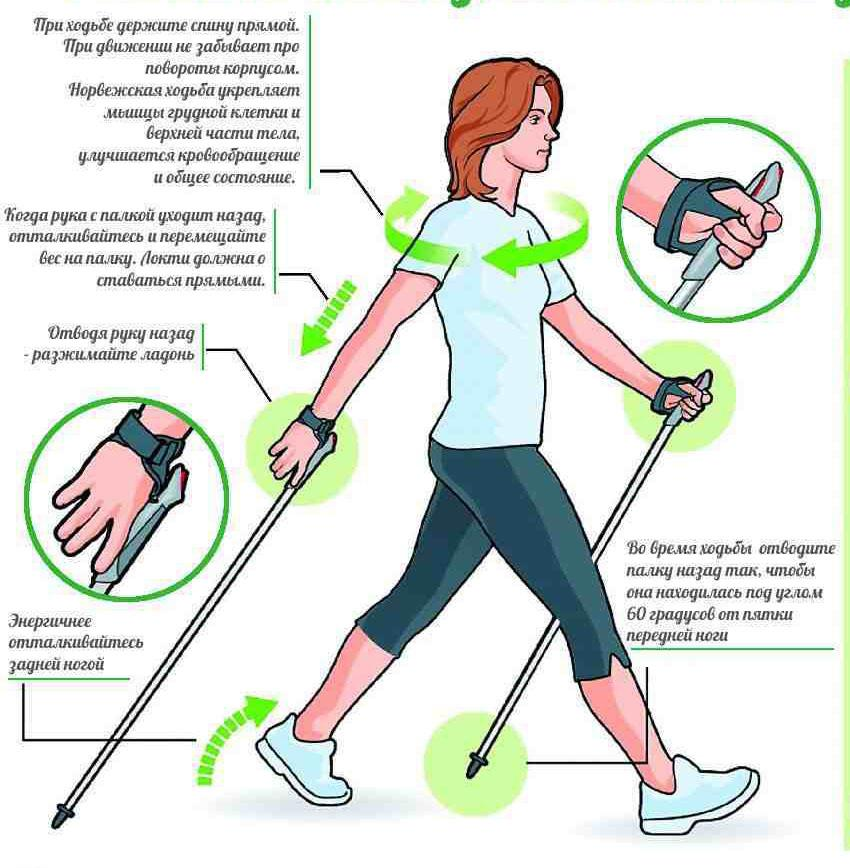 При ходьбе держите спину прямой.
При движении не забывает про
повороты корпусом.
Норвежская ходьба укрепляет
мышцы грудной клетки и
верхней части тела,
улучшается кровообращение
и общее состояние.
Когда рука с палкой уходит назад,
отталкивайтесь и перемещайте
вес на палку. Локти должна о
ставаться прямыми.
Отводя руку назад
- разжимайте ладонь
Во время ходьбы отводите
палку назад так, чтобы
она находилась под углом
60 градусов от пятки
передней ноги
Энергичнее
отталкивайтесь
задней ногой